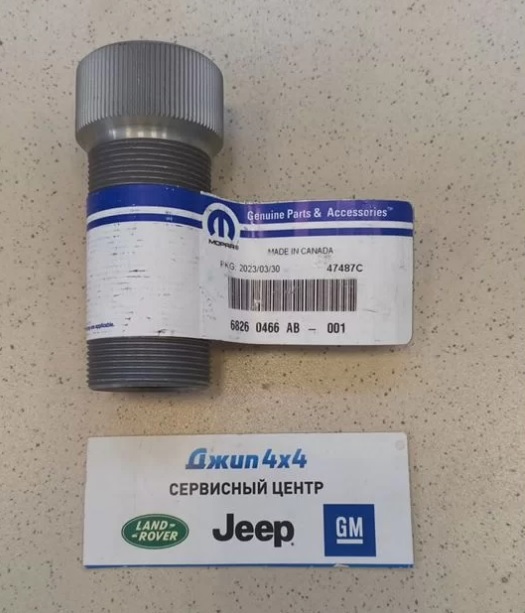 Genuine Parts & Accessories™
MOPAR®
MADE IN CANADA
PKG. 2023/03/30 47487C
6826 0466 AB - 001
Джип 4x4
СЕРВИСНЫЙ ЦЕНТР
LAND-
-ROVER
Jeep
GM